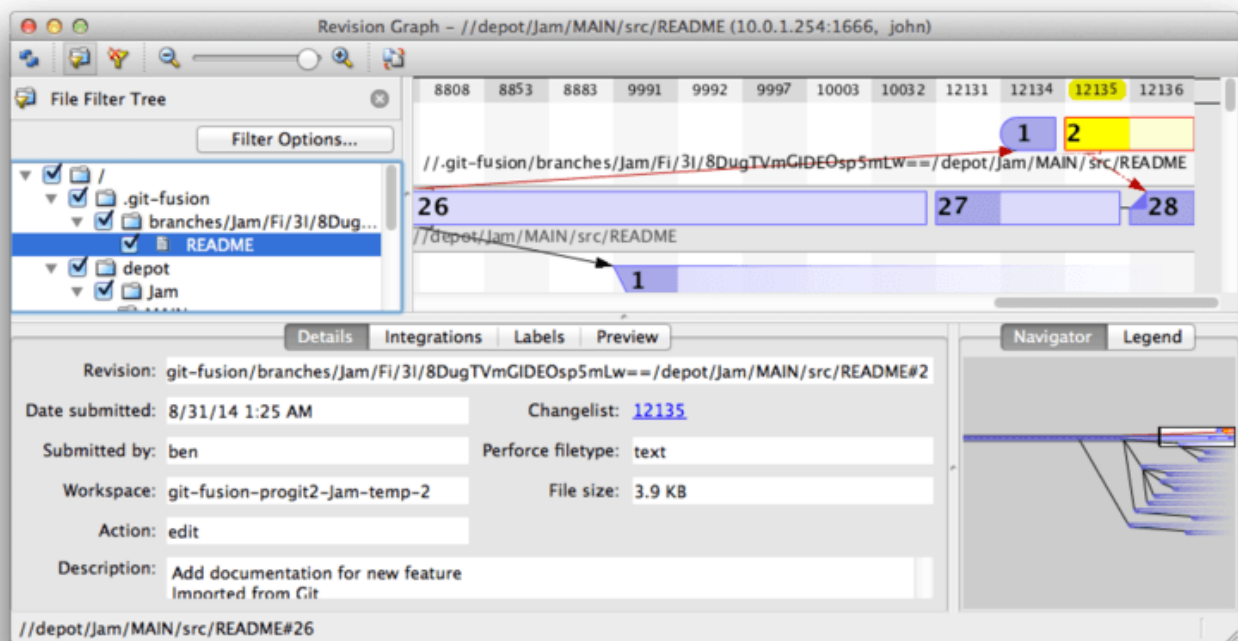 Revision Graph – //depot/Jam/MAIN/src/README (10.0.1.254:1666, john)
File Filter Tree
Filter Options...
/
.git-fusion
branches/Jam/Fi/3I/8Dug...
README
depot
Jam
8808 8853 8883 9991 9992 9997 10003 10032 12131 12134 12135 12136
1 2
//.git-fusion/branches/Jam/Fi/3I/8DugTVmGIDEOsp5mLw==/depot/Jam/MAIN/src/README
26 27 28
//depot/Jam/MAIN/src/README
1
Details Integrations Labels Preview
Revision: git-fusion/branches/Jam/Fi/3I/8DugTVmGIDEOsp5mLw==/depot/Jam/MAIN/src/README#2
Date submitted: 8/31/14 1:25 AM Changelist: 12135
Submitted by: ben Perforce filetype: text
Workspace: git-fusion-progit2-Jam-temp-2 File size: 3.9 KB
Action: edit
Description: Add documentation for new feature
Imported from Git
Navigator Legend
//depot/Jam/MAIN/src/README#26